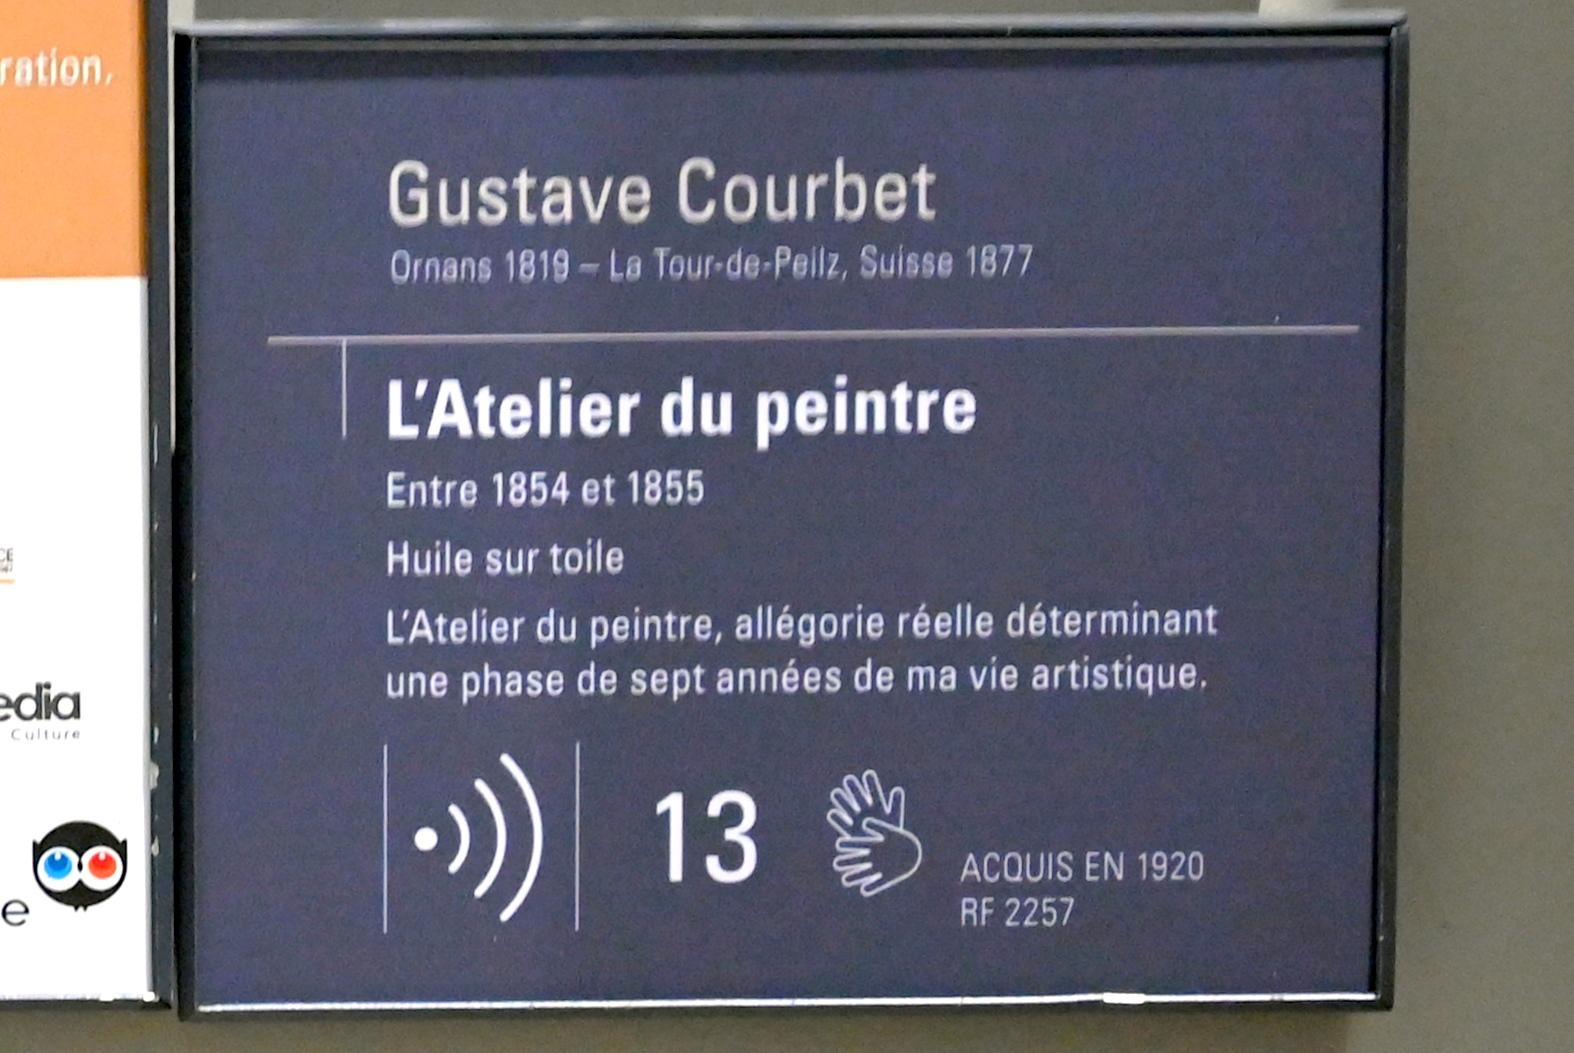 ration,
edia
Culture
e
Gustave Courbet
Ornans 1819 – La Tour-de-Peilz, Suisse 1877
L'Atelier du peintre
Entre 1854 et 1855
Huile sur toile
L'Atelier du peintre, allégorie réelle déterminant
une phase de sept années de ma vie artistique.
13
ACQUIS EN 1920
RF 2257